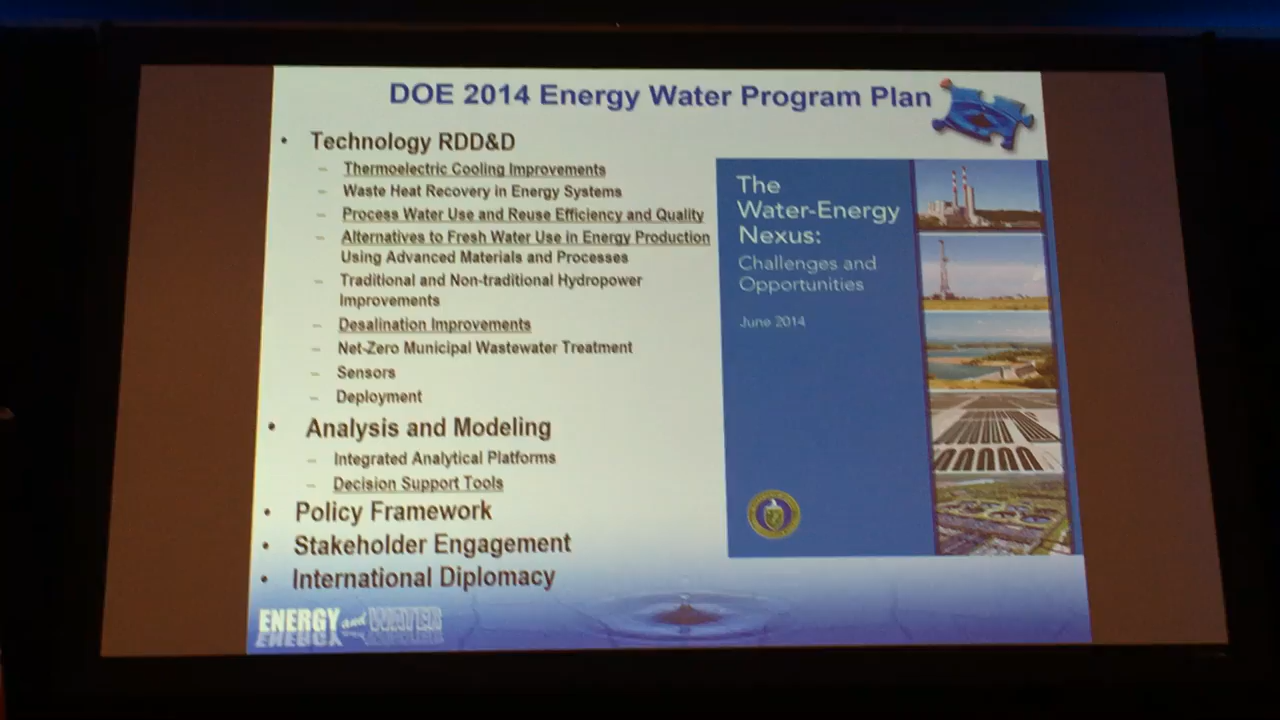 DOE 2014 Energy Water Program Plan
• Technology RDD&D
– Thermoelectric Cooling Improvements
– Waste Heat Recovery in Energy Systems
– Process Water Use and Reuse Efficiency and Quality
– Alternatives to Fresh Water Use in Energy Production
Using Advanced Materials and Processes
– Traditional and Non-traditional Hydropower
Improvements
– Desalination Improvements
– Net-Zero Municipal Wastewater Treatment
– Sensors
– Deployment
• Analysis and Modeling
– Integrated Analytical Platforms
– Decision Support Tools
• Policy Framework
• Stakeholder Engagement
• International Diplomacy
ENERGY and WATER
The
Water-Energy
Nexus:
Challenges and
Opportunities
June 2014